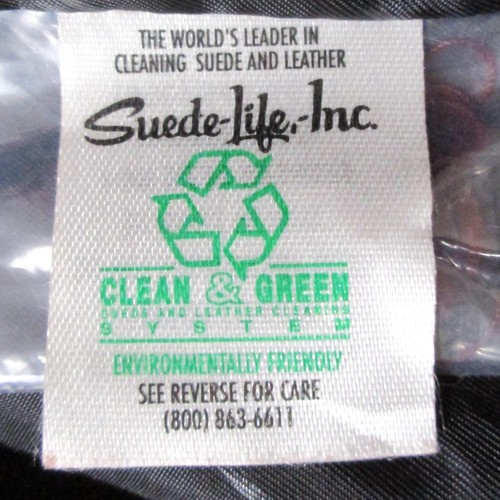 THE WORLD'S LEADER IN
CLEANING SUEDE AND LEATHER
Suede-Life,-Inc.
CLEAN & GREEN
SUEDE AND LEATHER CLEANING
SYSTEM
ENVIRONMENTALLY FRIENDLY
SEE REVERSE FOR CARE
(800) 863-6611